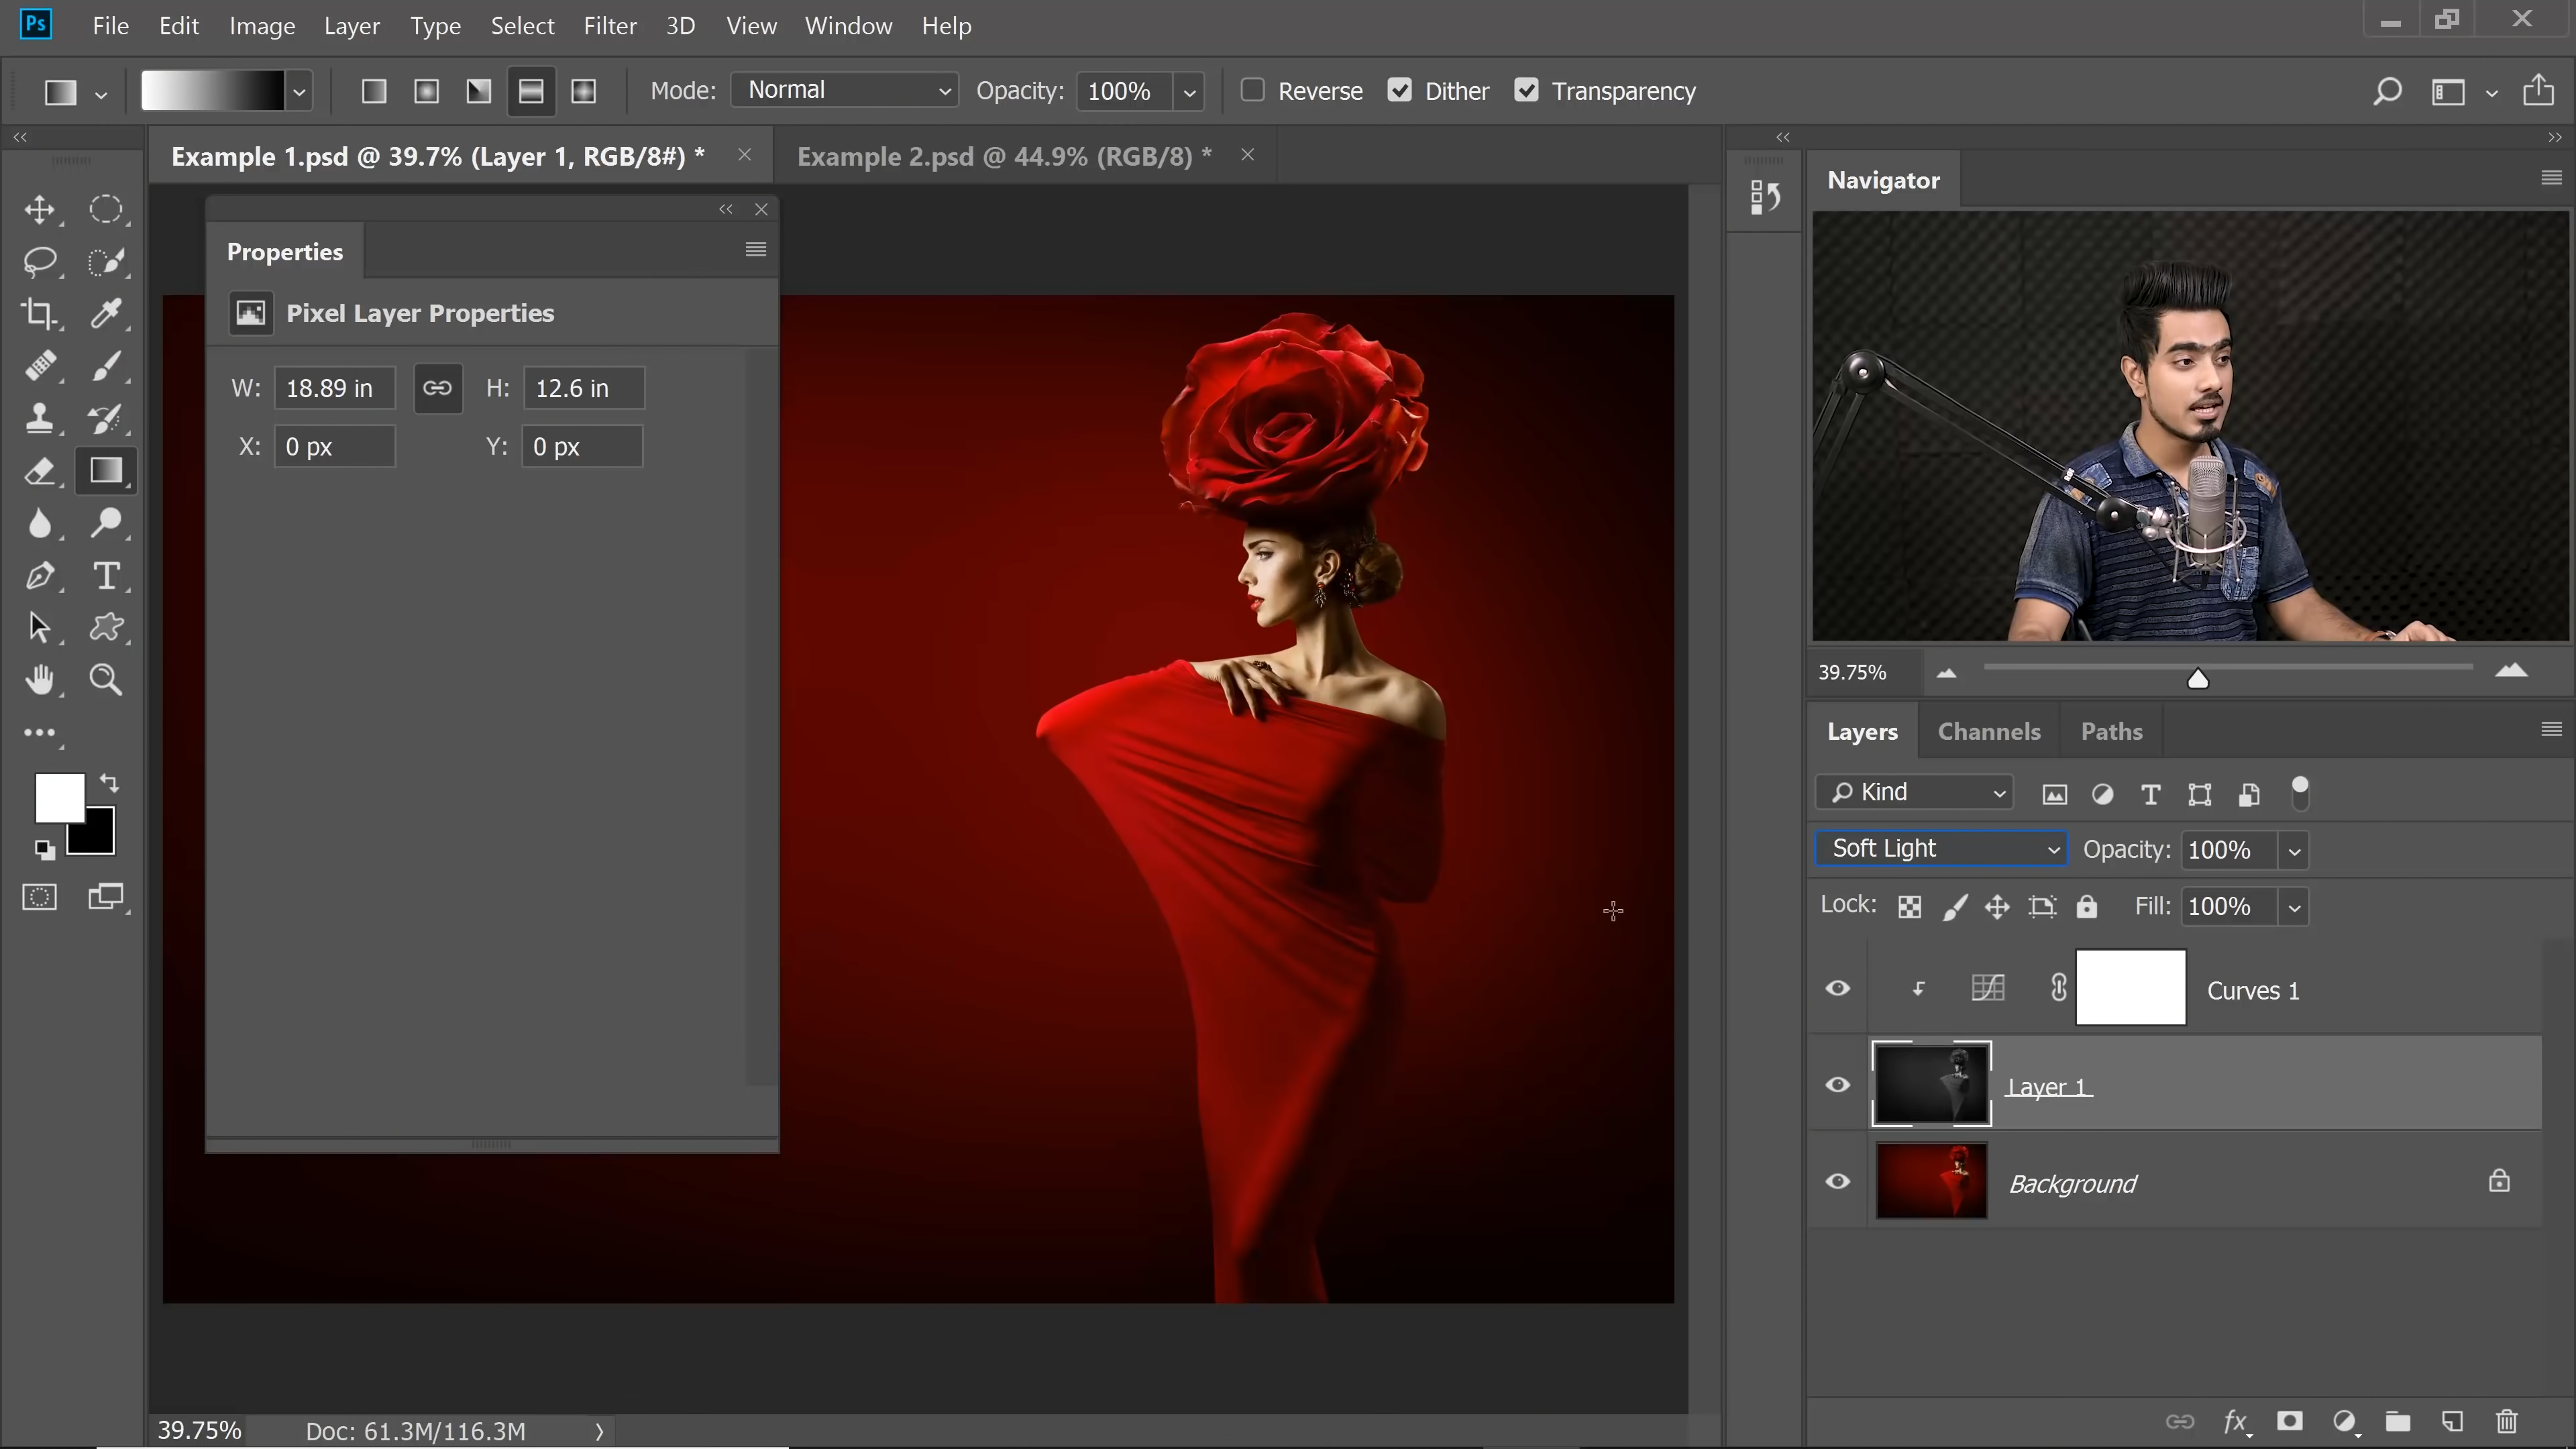 Ps File Edit Image Layer Type Select Filter 3D View Window Help
Mode: Normal Opacity: 100% Reverse Dither Transparency
Example 1.psd @ 39.7% (Layer 1, RGB/8#) *
Example 2.psd @ 44.9% (RGB/8) *
Properties
Pixel Layer Properties
W: 18.89 in H: 12.6 in
X: 0 px Y: 0 px
Navigator
39.75%
Layers Channels Paths
Kind
Soft Light Opacity: 100%
Lock: Fill: 100%
Curves 1
Layer 1
Background
fx
39.75% Doc: 61.3M/116.3M